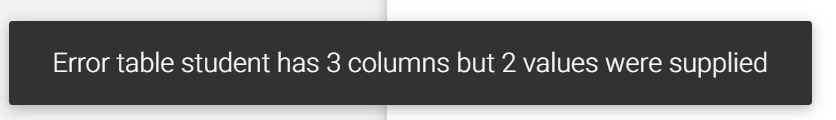 Error table student has 3 columns but 2 values were supplied